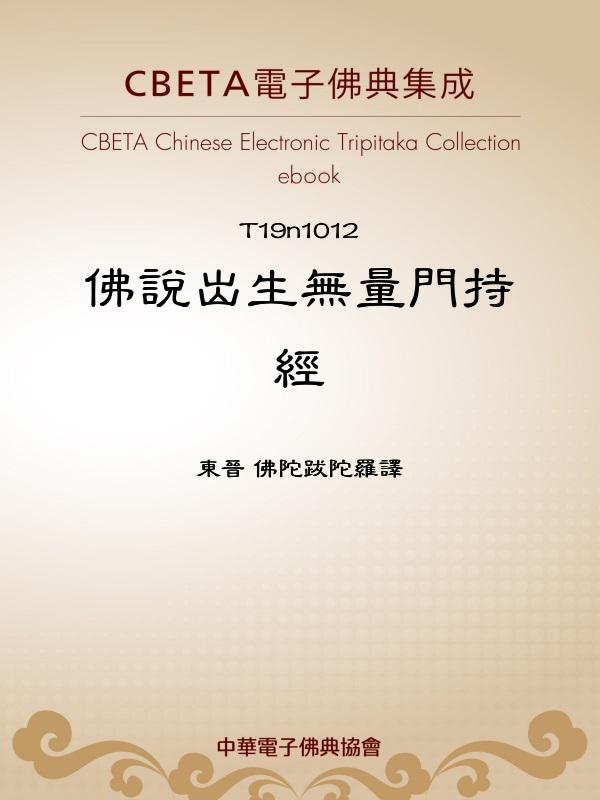 CBETA電子佛典集成
CBETA Chinese Electronic Tripitaka Collection
ebook
T19n1012
佛說出生無量門持
經
東晉 佛陀跋陀羅譯
中華電子佛典協會